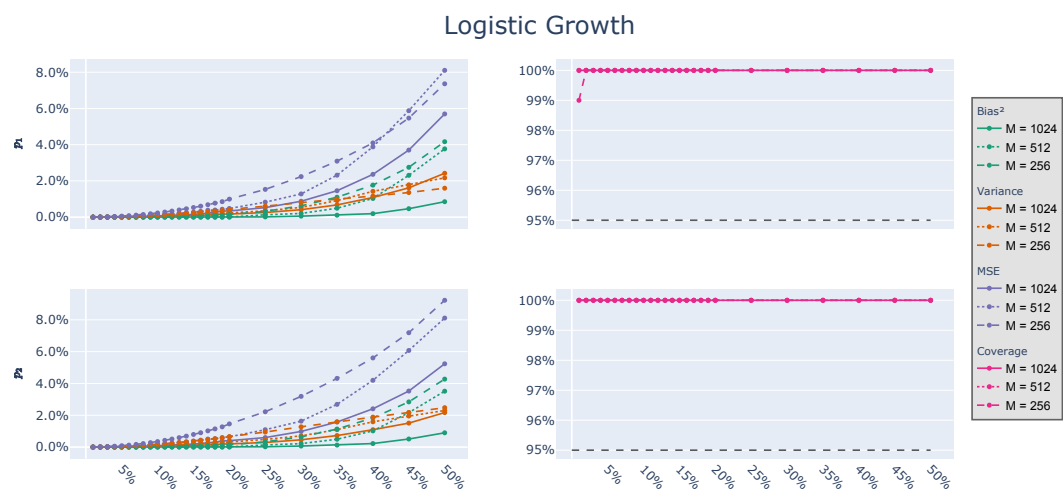 Logistic Growth
8.0%
6.0%
4.0%
2.0%
0.0%
p₁
100%
99%
98%
97%
96%
95%
8.0%
6.0%
4.0%
2.0%
0.0%
p₂
5%
10%
15%
20%
25%
30%
35%
40%
45%
50%
100%
99%
98%
97%
96%
95%
5%
10%
15%
20%
25%
30%
35%
40%
45%
50%
Bias²
M = 1024
M = 512
M = 256
Variance
M = 1024
M = 512
M = 256
MSE
M = 1024
M = 512
M = 256
Coverage
M = 1024
M = 512
M = 256